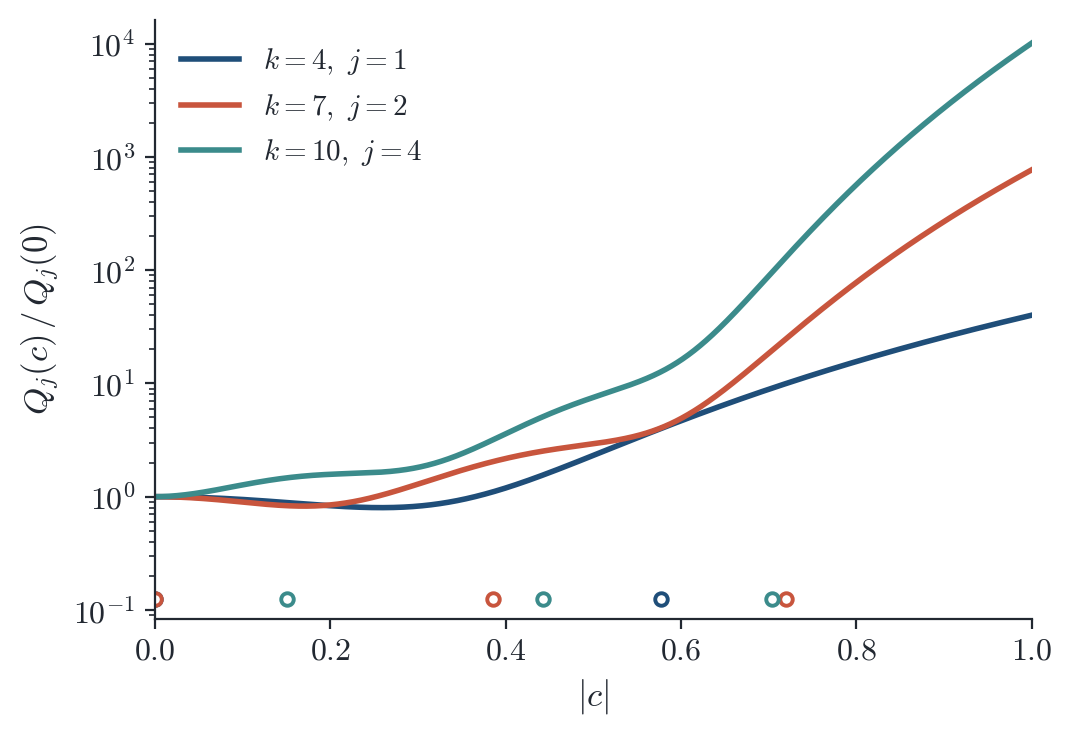 k = 4, j = 1
k = 7, j = 2
k = 10, j = 4
Q_j(c) / Q_j(0)
10^4
10^3
10^2
10^1
10^0
10^−1
0.0 0.2 0.4 0.6 0.8 1.0
|c|